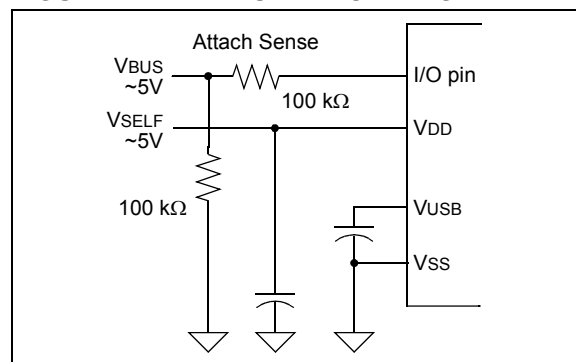 Attach Sense
VBUS
~5V
100 kΩ
I/O pin
VSELF
~5V
VDD
100 kΩ
VUSB
VSS